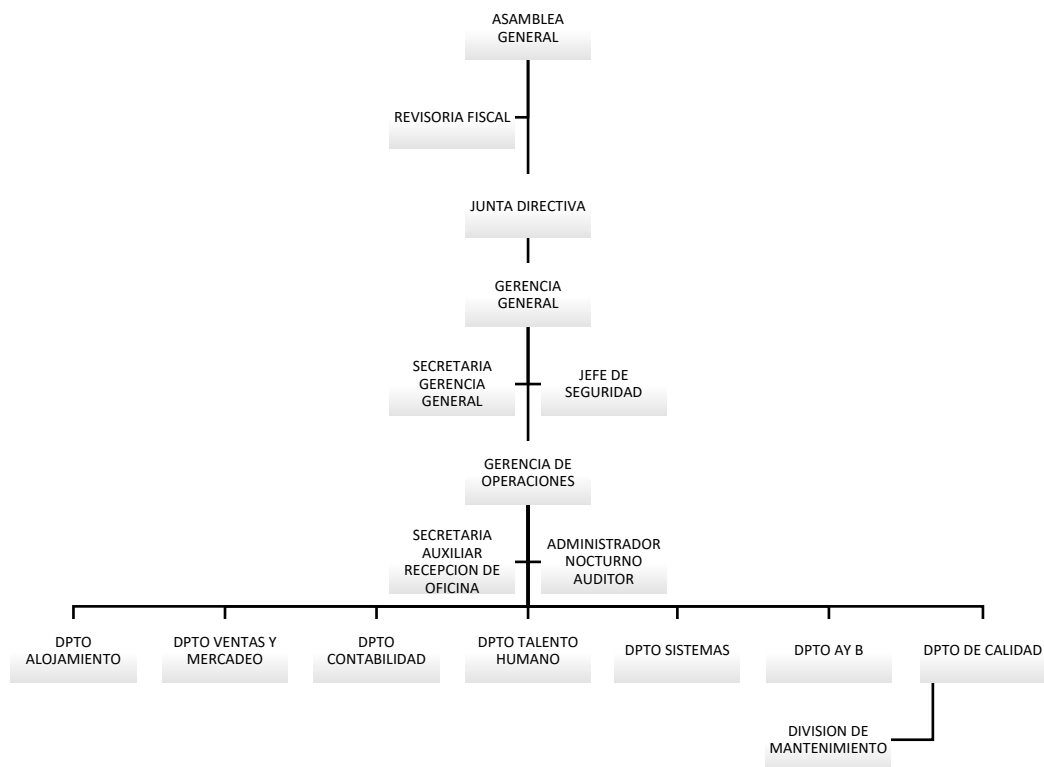 ASAMBLEA
GENERAL
REVISORIA FISCAL
JUNTA DIRECTIVA
GERENCIA
GENERAL
SECRETARIA
GERENCIA
GENERAL
JEFE DE
SEGURIDAD
GERENCIA DE
OPERACIONES
SECRETARIA
AUXILIAR
RECEPCION DE
OFICINA
ADMINISTRADOR
NOCTURNO
AUDITOR
DPTO
ALOJAMIENTO
DPTO VENTAS Y
MERCADEO
DPTO
CONTABILIDAD
DPTO TALENTO
HUMANO
DPTO SISTEMAS
DPTO AY B
DPTO DE CALIDAD
DIVISION DE
MANTENIMIENTO